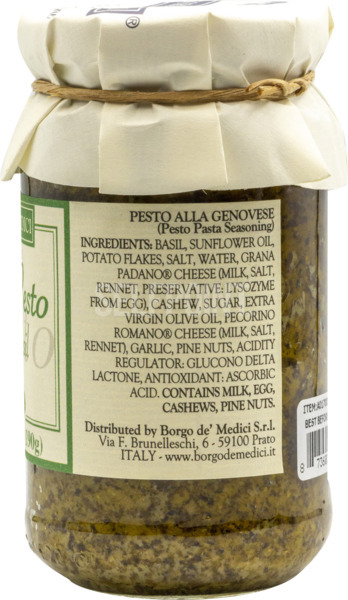 PESTO ALLA GENOVESE
(Pesto Pasta Seasoning)
INGREDIENTS: BASIL, SUNFLOWER OIL,
POTATO FLAKES, SALT, WATER, GRANA
PADANO® CHEESE (MILK, SALT,
RENNET, PRESERVATIVE: LYSOZYME
FROM EGG), CASHEW, SUGAR, EXTRA
VIRGIN OLIVE OIL, PECORINO
ROMANO® CHEESE (MILK, SALT,
RENNET), GARLIC, PINE NUTS, ACIDITY
REGULATOR: GLUCONO DELTA
LACTONE, ANTIOXIDANT: ASCORBIC
ACID. CONTAINS MILK, EGG,
CASHEWS, PINE NUTS.
Distributed by Borgo de' Medici S.r.l.
Via F. Brunelleschi, 6 - 59100 Prato
ITALY - www.borgodemedici.it
BEST